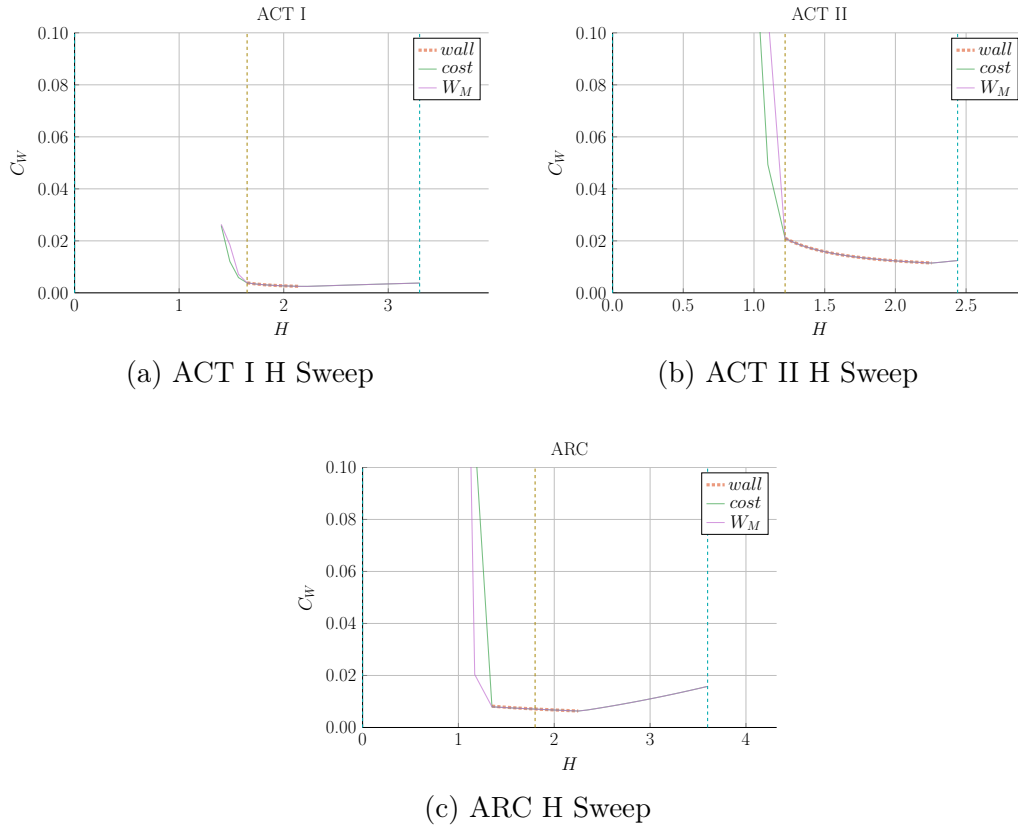 ACT I
0.10
0.08
0.06
0.04
0.02
0.00
C_W
0 1 2 3
H
wall
cost
W_M
(a) ACT I H Sweep
ACT II
0.10
0.08
0.06
0.04
0.02
0.00
C_W
0.0 0.5 1.0 1.5 2.0 2.5
H
wall
cost
W_M
(b) ACT II H Sweep
ARC
0.10
0.08
0.06
0.04
0.02
0.00
C_W
0 1 2 3 4
H
wall
cost
W_M
(c) ARC H Sweep